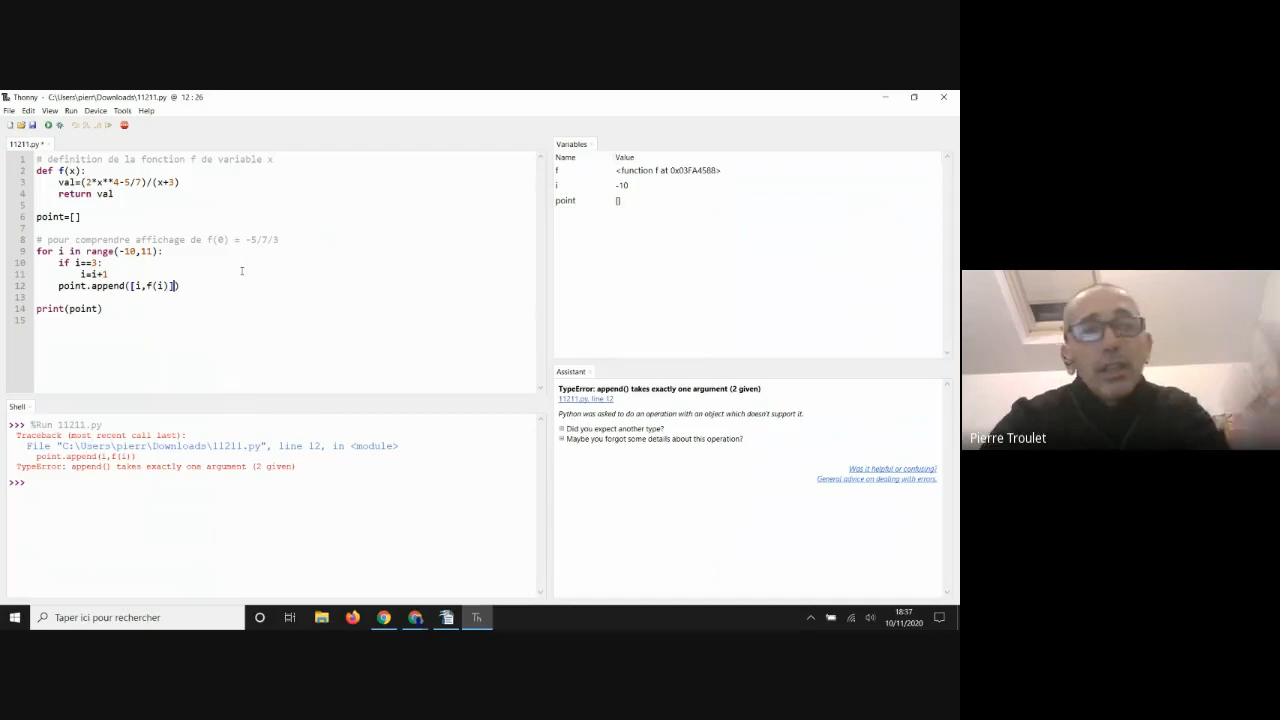 Thonny - C:\Users\pierr\Downloads\11211.py @ 12 : 26
File Edit View Run Device Tools Help
11211.py *
1 # definition de la fonction f de variable x
2 def f(x):
3 val=(2*x**4-5/7)/(x+3)
4 return val
5
6 point=[]
7
8 # pour comprendre affichage de f(0) = -5/7/3
9 for i in range(-10,11):
10 if i==3:
11 i=i+1
12 point.append([i,f(i)])
13
14 print(point)
15
Shell
>>> %Run 11211.py
Traceback (most recent call last):
File "C:\Users\pierr\Downloads\11211.py", line 12, in <module>
point.append(i,f(i))
TypeError: append() takes exactly one argument (2 given)
>>>
Variables
Name Value
f <function f at 0x03FA4588>
i -10
point []
Assistant
TypeError: append() takes exactly one argument (2 given)
11211.py, line 12
Python was asked to do an operation with an object which doesn't support it.
Did you expect another type?
Maybe you forgot some details about this operation?
Was it helpful or confusing?
General advice on dealing with errors.
Pierre Troulet
Taper ici pour rechercher
Th
18:37
10/11/2020